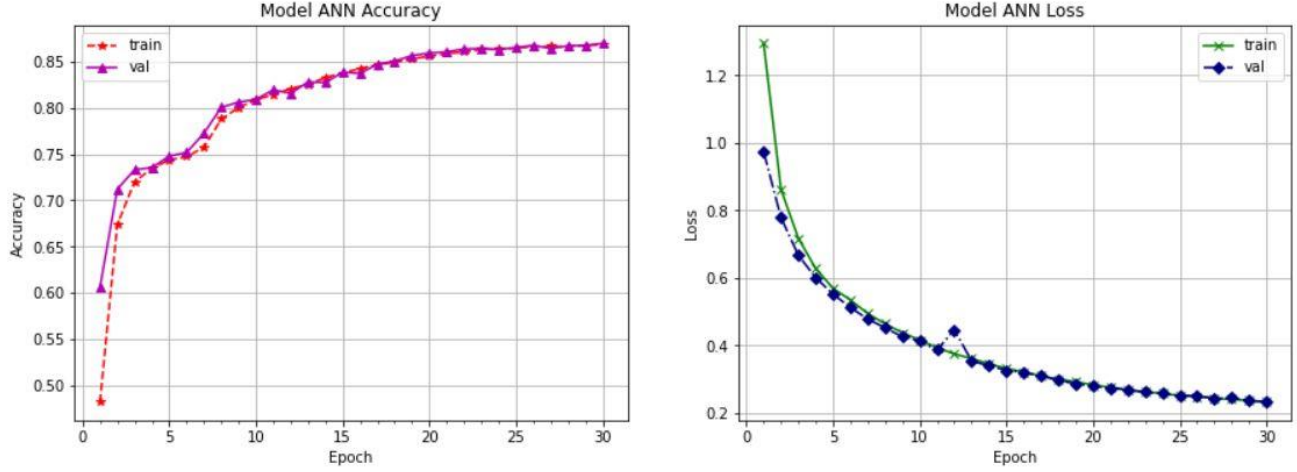 Model ANN Accuracy
train
val
0.85
0.80
0.75
0.70
0.65
0.60
0.55
0.50
Accuracy
0 5 10 15 20 25 30
Epoch
Model ANN Loss
train
val
1.2
1.0
0.8
0.6
0.4
0.2
Loss
0 5 10 15 20 25 30
Epoch